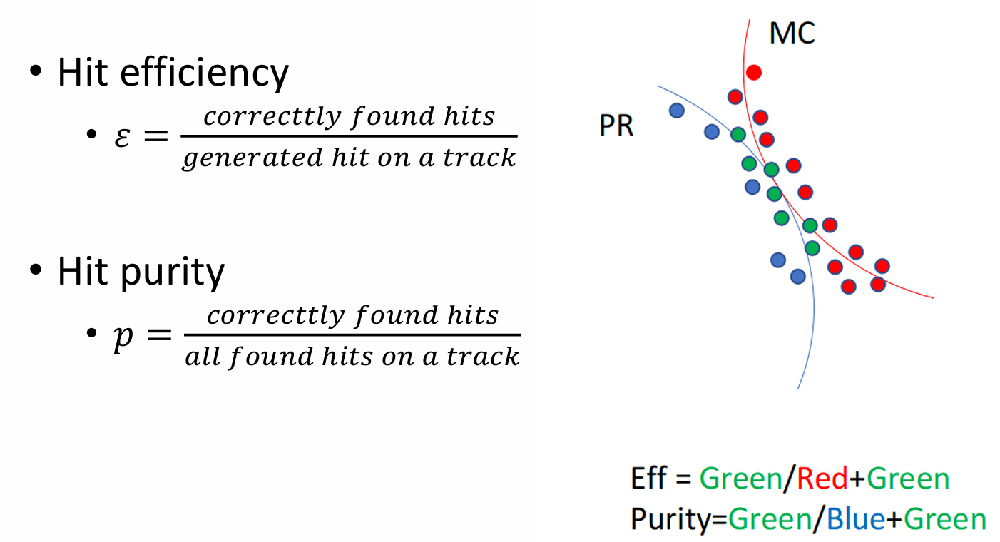 • Hit efficiency
• ε = correcttly found hits / generated hit on a track
• Hit purity
• p = correcttly found hits / all found hits on a track
MC
PR
Eff = Green/Red+Green
Purity=Green/Blue+Green